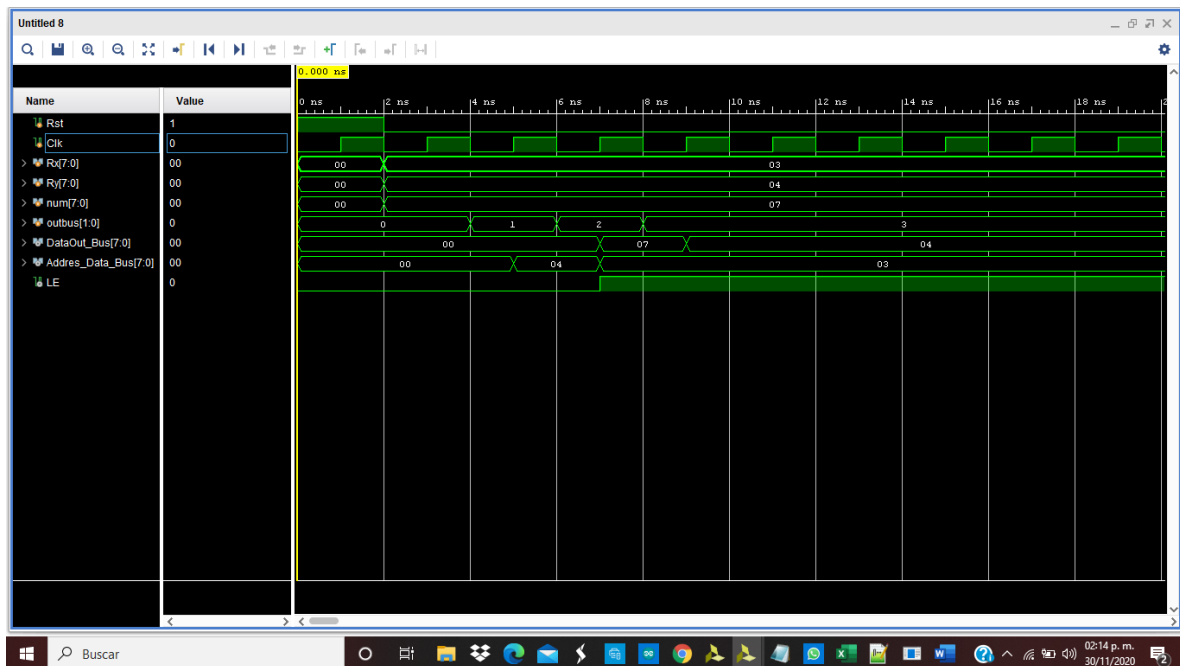 Untitled 8
0.000 ns
Name Value
0 ns 2 ns 4 ns 6 ns 8 ns 10 ns 12 ns 14 ns 16 ns 18 ns 2
Rst 1
Clk 0
Rx[7:0] 00 00 03
Ry[7:0] 00 00 04
num[7:0] 00 00 07
outbus[1:0] 0 0 1 2 3
DataOut_Bus[7:0] 00 00 07 04
Addres_Data_Bus[7:0] 00 00 04 03
LE 0
Buscar
02:14 p. m.
30/11/2020